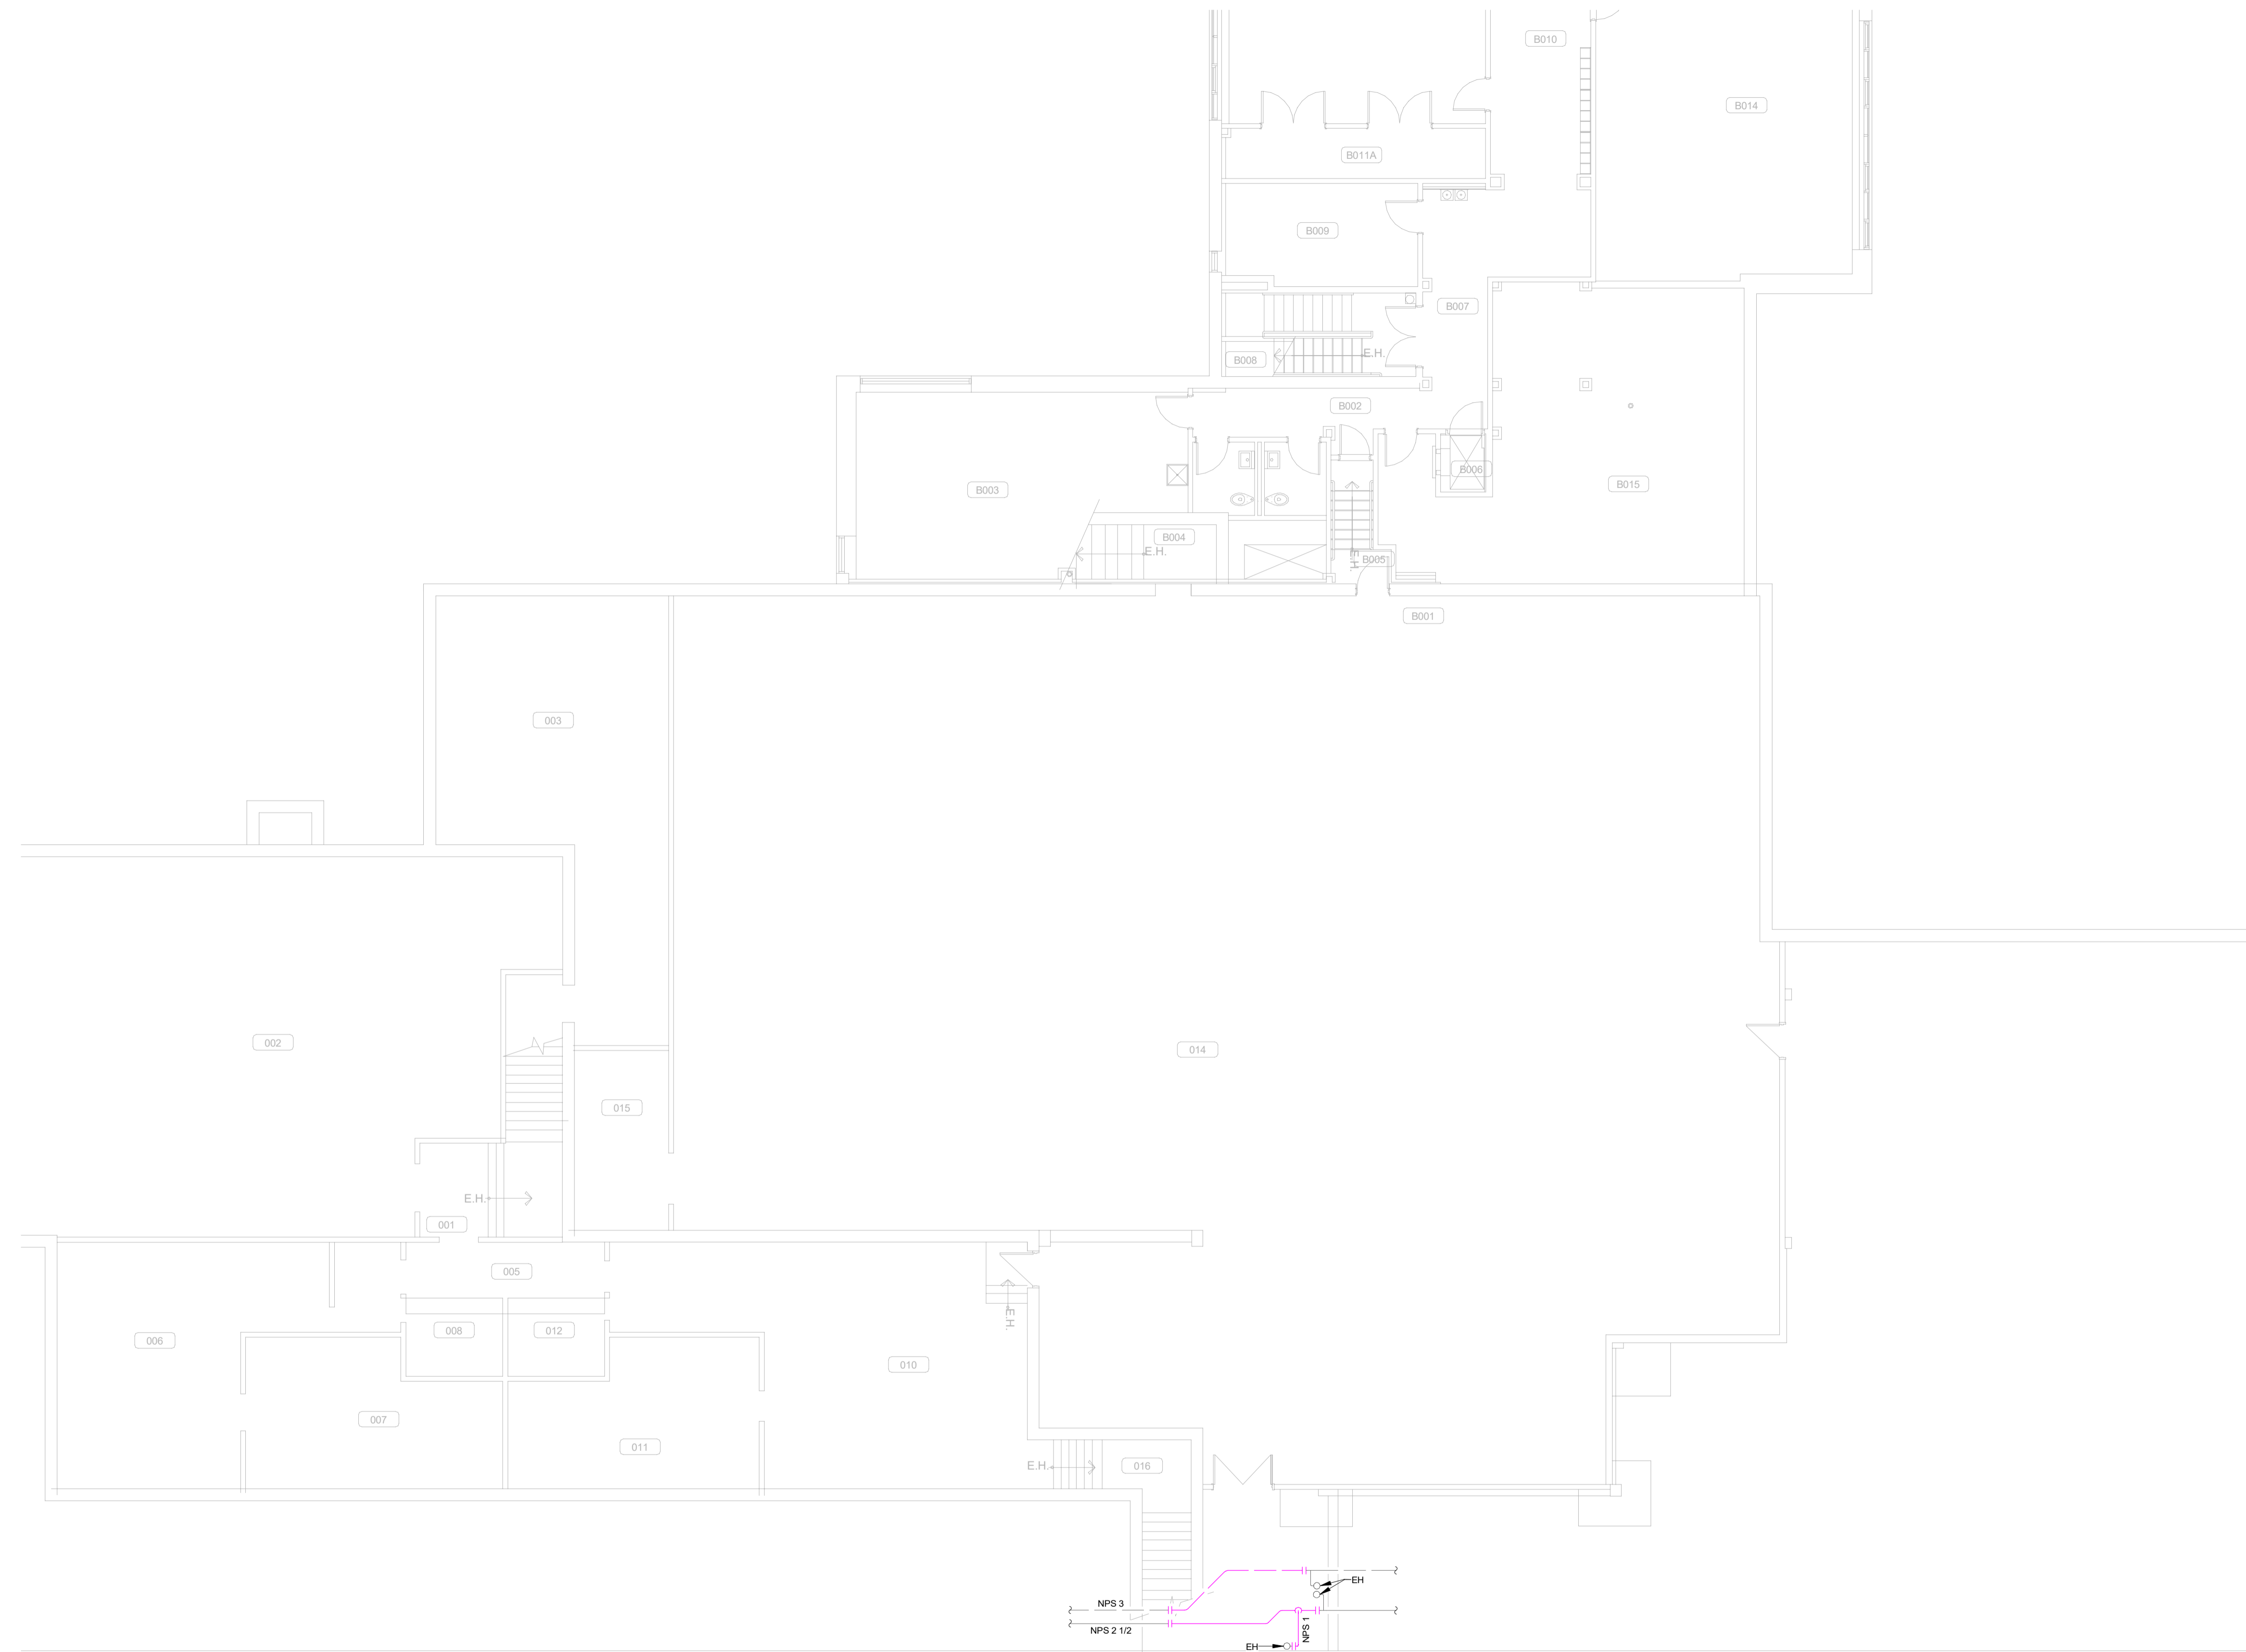 B010
B014
B011A
B009
B007
E.H.
B008
B002
B006
B015
B003
B004
E.H.
E.H.
B005
B001
003
002
014
015
E.H.
001
005
E.H.
008
012
006
010
007
011
E.H.
016
EH
NPS 3
NPS 2 1/2
NPS 1
EH